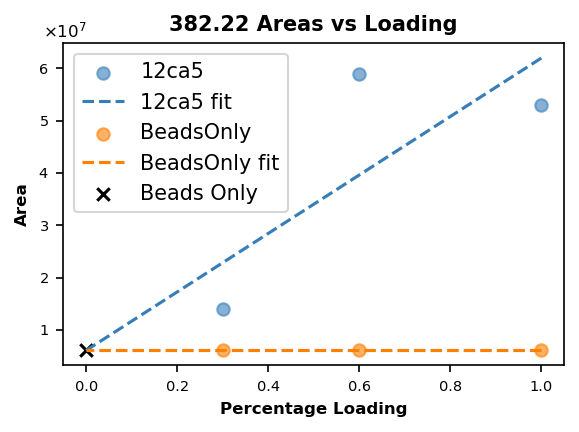 382.22 Areas vs Loading
×10⁷
12ca5
12ca5 fit
BeadsOnly
BeadsOnly fit
Beads Only
6
5
4
3
2
1
Area
0.0 0.2 0.4 0.6 0.8 1.0
Percentage Loading